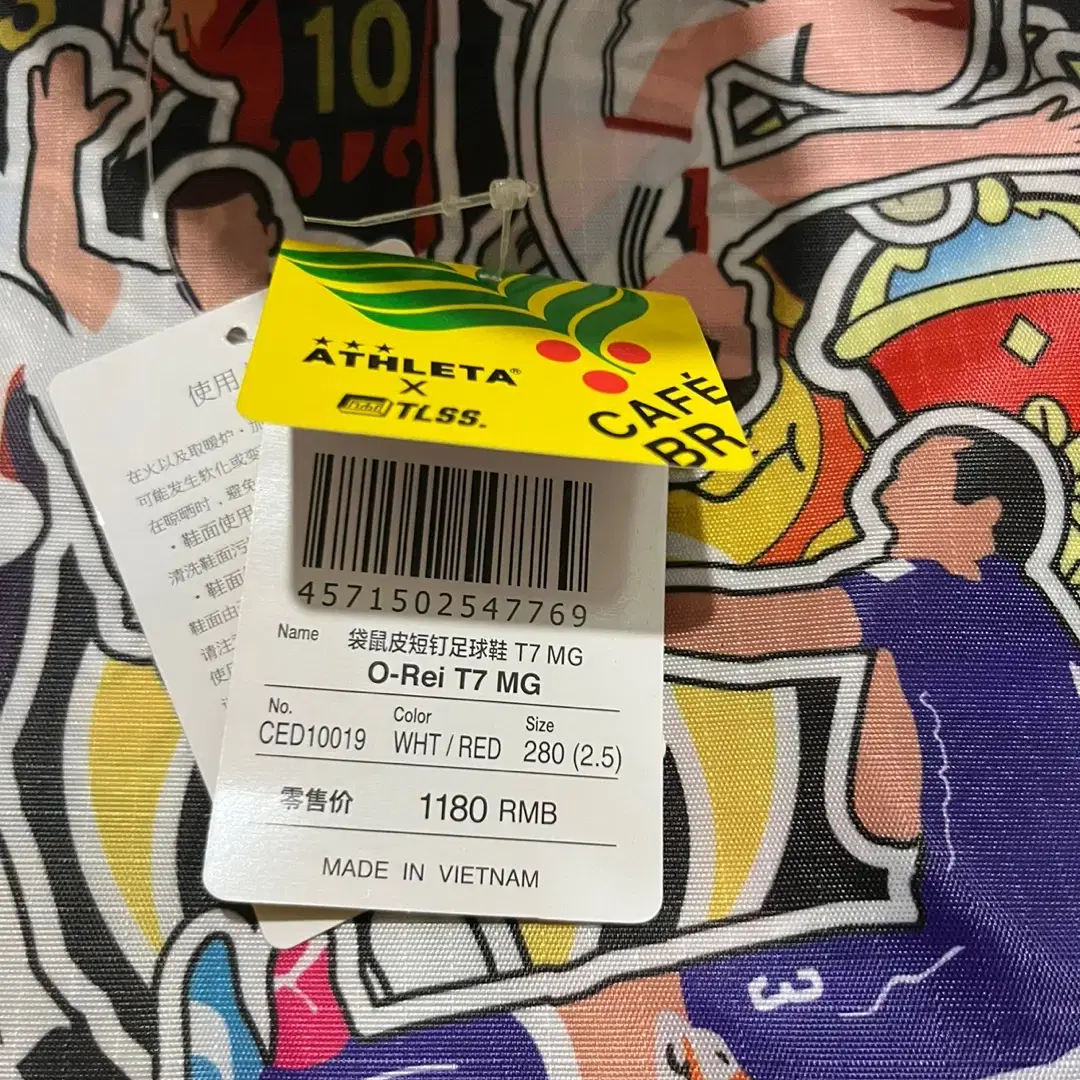 10
ATHLETA®
×
TLSS.
CAFÉ
BR
使用
在火以及取暖炉・
可能发生软化或变
在晾晒时，避免
・鞋面使用
清洗鞋面污
・鞋面
鞋面由
请注
使用
4571502547769
Name 袋鼠皮短钉足球鞋 T7 MG
O-Rei T7 MG
No. Color Size
CED10019 WHT / RED 280 (2.5)
零售价 1180 RMB
MADE IN VIETNAM
3